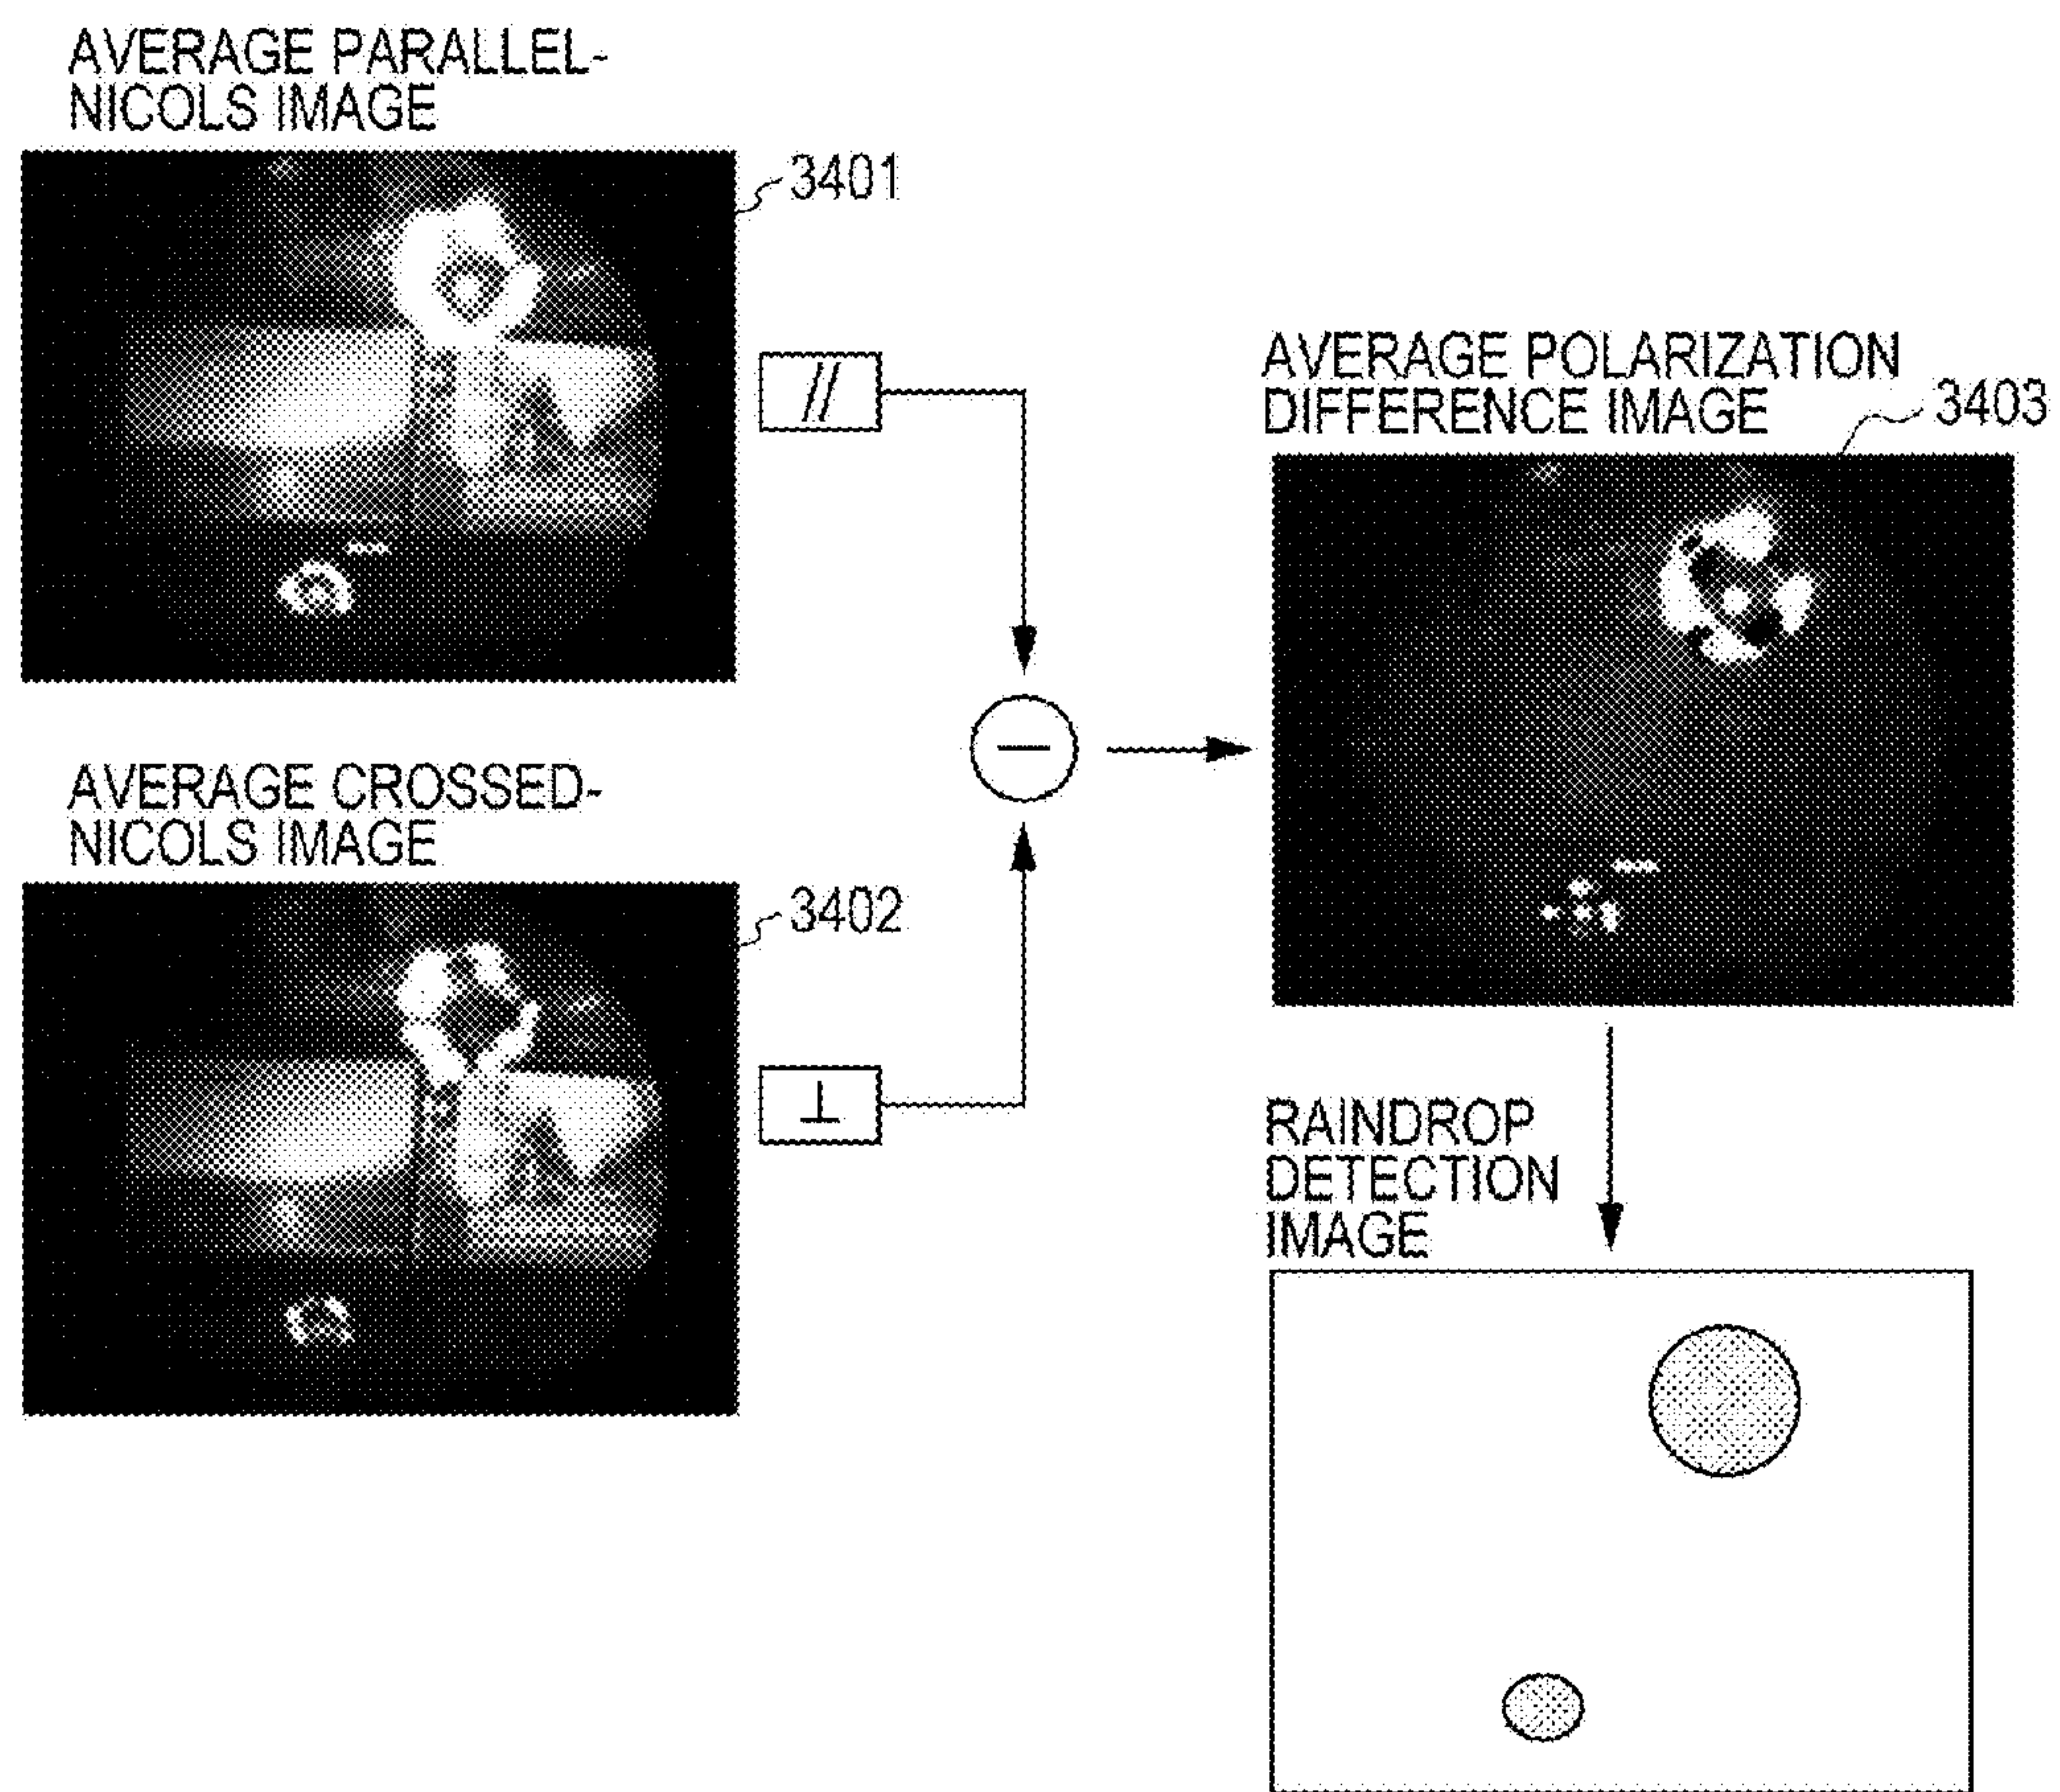 AVERAGE PARALLEL-
NICOLS IMAGE
3401
//
AVERAGE POLARIZATION
DIFFERENCE IMAGE
3403
—
AVERAGE CROSSED-
NICOLS IMAGE
3402
⊥
RAINDROP
DETECTION
IMAGE